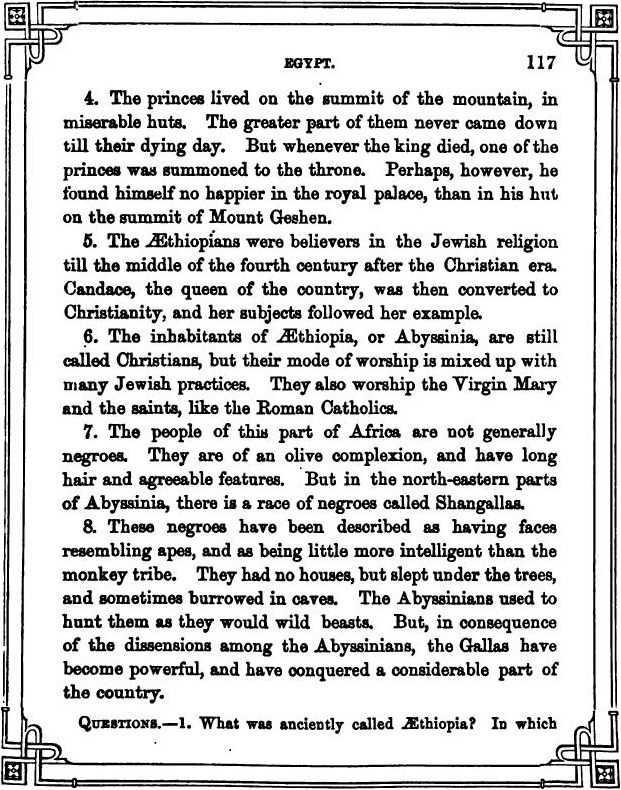 EGYPT. 117
4. The princes lived on the summit of the mountain, in
miserable huts. The greater part of them never came down
till their dying day. But whenever the king died, one of the
princes was summoned to the throne. Perhaps, however, he
found himself no happier in the royal palace, than in his hut
on the summit of Mount Geshen.
5. The Æthiopians were believers in the Jewish religion
till the middle of the fourth century after the Christian era.
Candace, the queen of the country, was then converted to
Christianity, and her subjects followed her example.
6. The inhabitants of Æthiopia, or Abyssinia, are still
called Christians, but their mode of worship is mixed up with
many Jewish practices. They also worship the Virgin Mary
and the saints, like the Roman Catholics.
7. The people of this part of Africa are not generally
negroes. They are of an olive complexion, and have long
hair and agreeable features. But in the north-eastern parts
of Abyssinia, there is a race of negroes called Shangallas.
8. These negroes have been described as having faces
resembling apes, and as being little more intelligent than the
monkey tribe. They had no houses, but slept under the trees,
and sometimes burrowed in caves. The Abyssinians used to
hunt them as they would wild beasts. But, in consequence
of the dissensions among the Abyssinians, the Gallas have
become powerful, and have conquered a considerable part of
the country.
QUESTIONS.—1. What was anciently called Æthiopia? In which